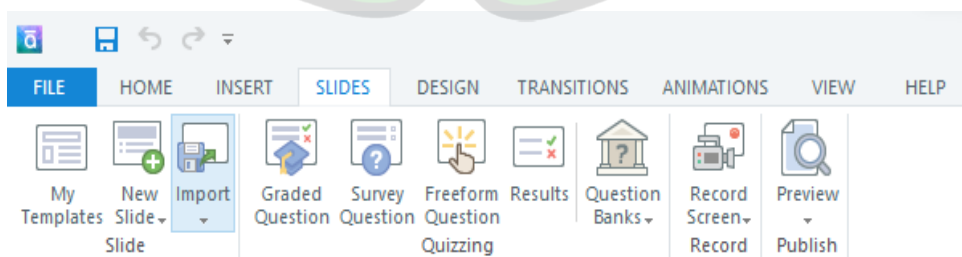 ā
FILE HOME INSERT SLIDES DESIGN TRANSITIONS ANIMATIONS VIEW HELP
My New Import Graded Survey Freeform Results Question Record Preview
Templates Slide Question Question Question Banks Screen
Slide Quizzing Record Publish